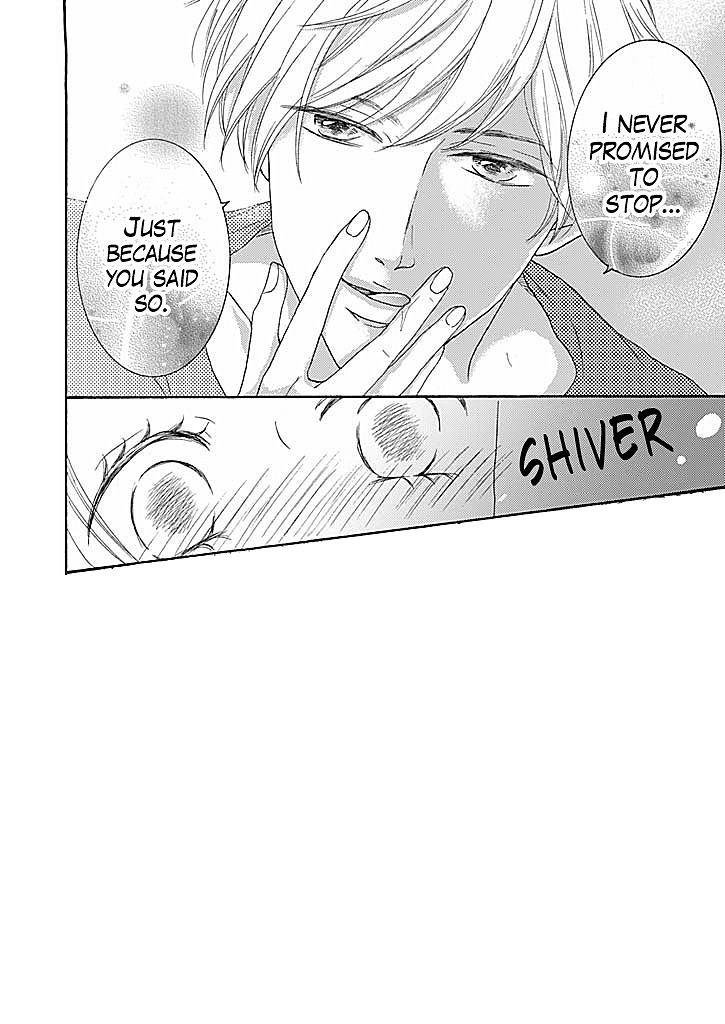 I NEVER
PROMISED
TO
STOP...
JUST
BECAUSE
YOU SAID
SO.
SHIVER